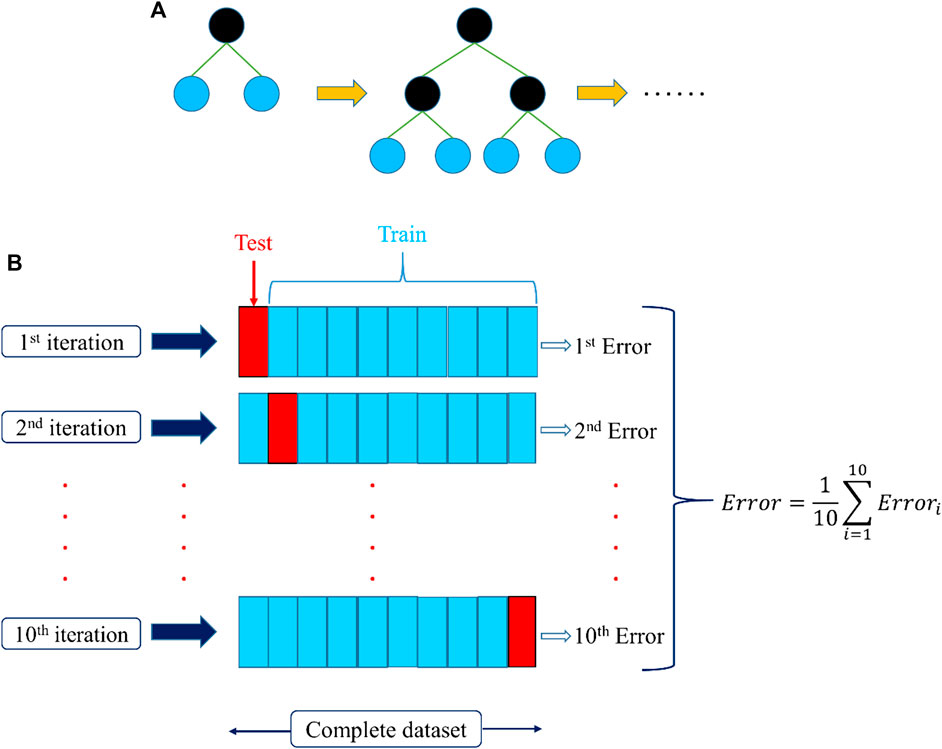 A
......
B
Test
Train
1st iteration
1st Error
2nd iteration
2nd Error
Error = 1/10 10∑i=1 Errori
10th iteration
10th Error
Complete dataset